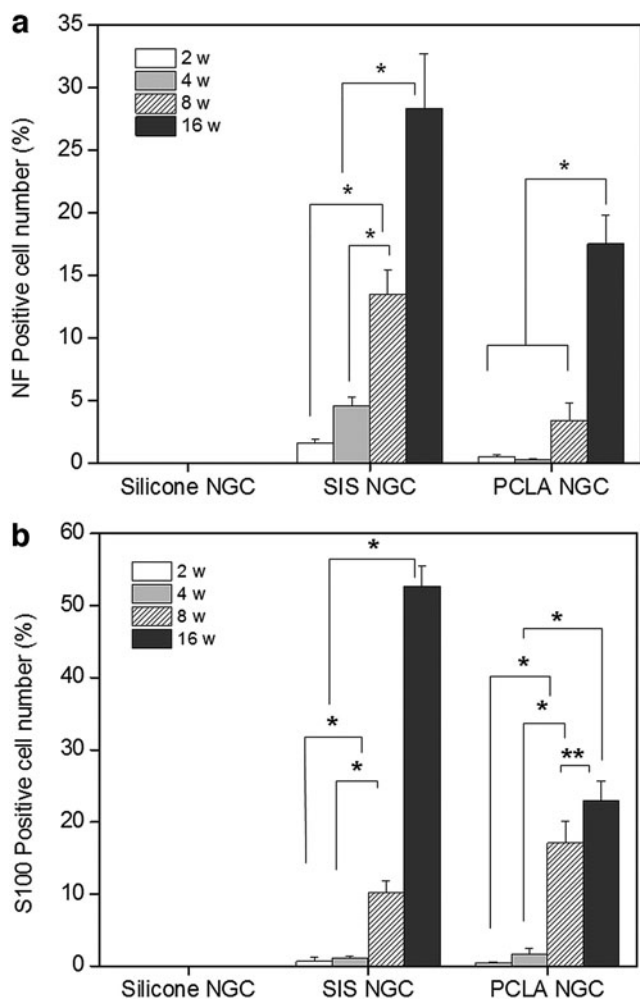 a
NF Positive cell number (%)
35
30
25
20
15
10
5
0
2 w
4 w
8 w
16 w
*
*
*
*
Silicone NGC
SIS NGC
PCLA NGC
b
S100 Positive cell number (%)
60
50
40
30
20
10
0
2 w
4 w
8 w
16 w
*
*
*
*
*
*
**
Silicone NGC
SIS NGC
PCLA NGC